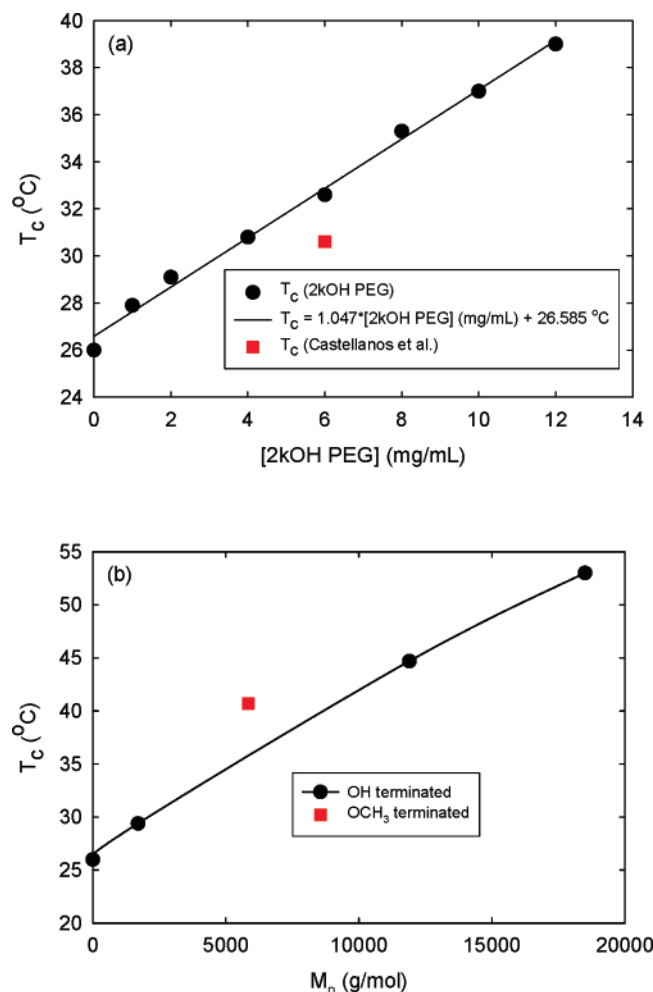 (a)
40
38
36
34
32
30
28
26
24
T_C (°C)
T_C (2kOH PEG)
T_C = 1.047*[2kOH PEG] (mg/mL) + 26.585 °C
T_C (Castellanos et al.)
0 2 4 6 8 10 12 14
[2kOH PEG] (mg/mL)
(b)
55
50
45
40
35
30
25
20
T_C (°C)
OH terminated
OCH₃ terminated
0 5000 10000 15000 20000
M_n (g/mol)